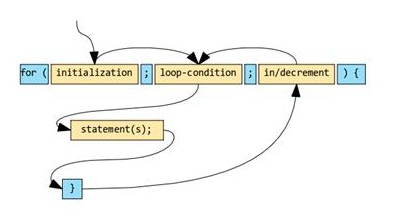 for ( initialization ; loop-condition ; in/decrement ) {
statement(s);
}